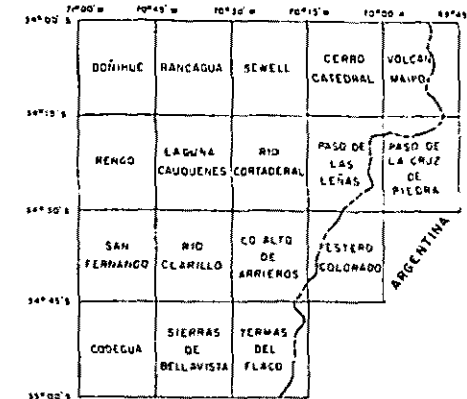 71°00' W 70°45' W 70°30' W 70°15' W 70°00' W 69°45'
34°00' S
DOÑIHUE RANCAGUA SEWELL CERRO CATEDRAL VOLCAN MAIPO
34°15' S
RENGO LAGUNA CAUQUENES RIO CORTADERAL PASO DE LAS LEÑAS PASO DE LA CRUZ DE PIEDRA
34°30' S
SAN FERNANDO RIO CLARILLO CO ALTO DE ARRIEROS FESTERO COLORADO
ARGENTINA
34°45' S
CODEGUA SIERRAS DE BELLAVISTA TERMAS DEL FLACO
35°00' S